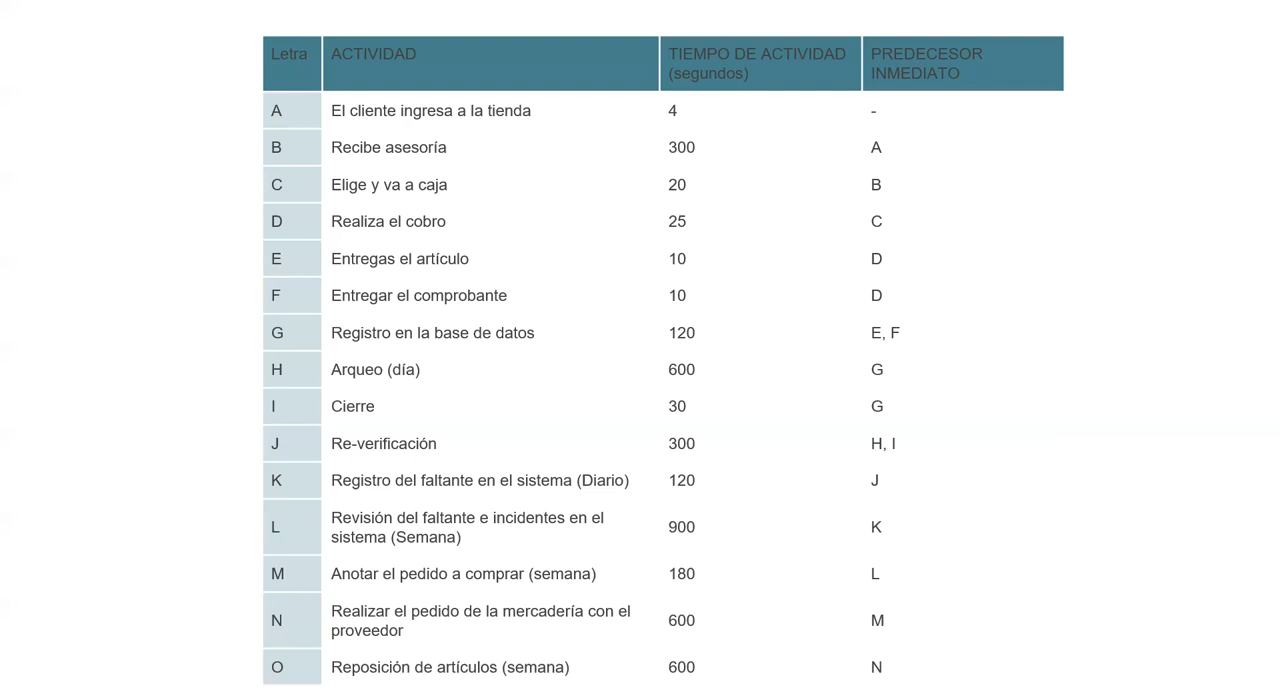 Letra ACTIVIDAD TIEMPO DE ACTIVIDAD PREDECESOR
(segundos) INMEDIATO
A El cliente ingresa a la tienda 4 -
B Recibe asesoría 300 A
C Elige y va a caja 20 B
D Realiza el cobro 25 C
E Entregas el artículo 10 D
F Entregar el comprobante 10 D
G Registro en la base de datos 120 E, F
H Arqueo (día) 600 G
I Cierre 30 G
J Re-verificación 300 H, I
K Registro del faltante en el sistema (Diario) 120 J
L Revisión del faltante e incidentes en el
sistema (Semana) 900 K
M Anotar el pedido a comprar (semana) 180 L
N Realizar el pedido de la mercadería con el
proveedor 600 M
O Reposición de artículos (semana) 600 N